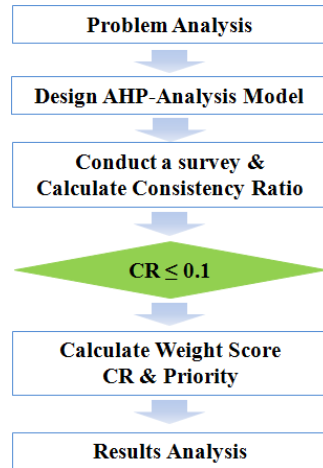 Problem Analysis
Design AHP-Analysis Model
Conduct a survey &
Calculate Consistency Ratio
CR ≤ 0.1
Calculate Weight Score
CR & Priority
Results Analysis